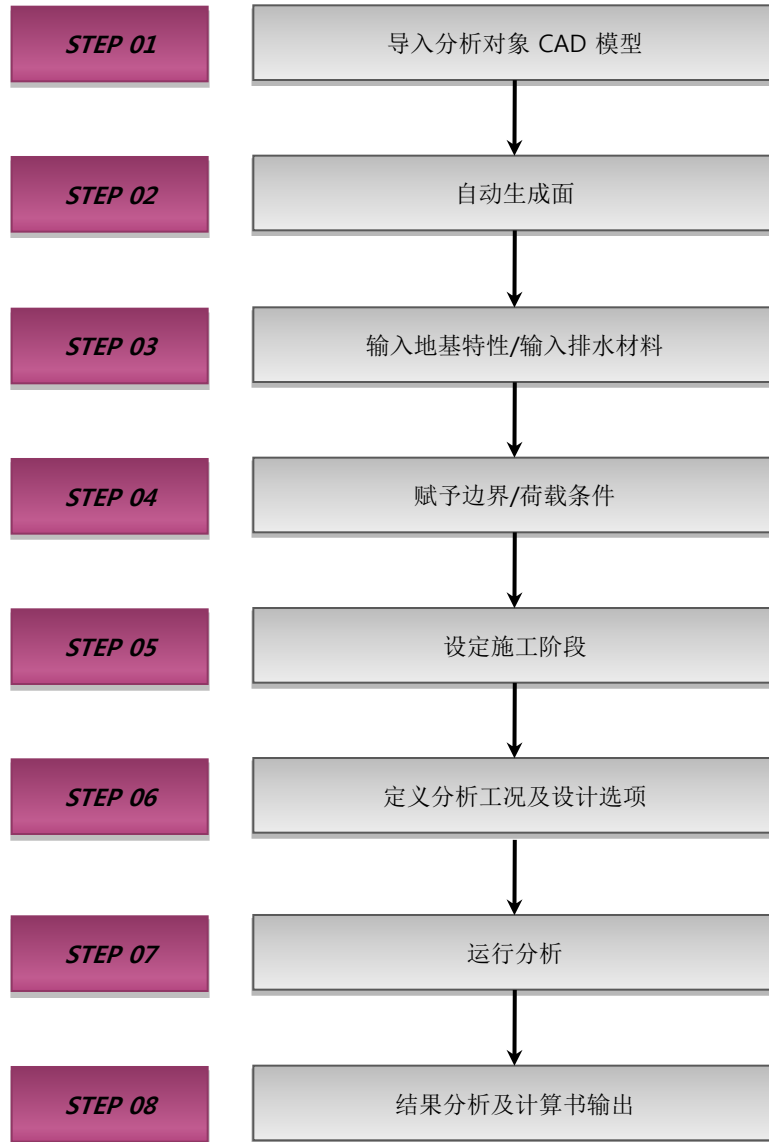 STEP 01
导入分析对象 CAD 模型
STEP 02
自动生成面
STEP 03
输入地基特性/输入排水材料
STEP 04
赋予边界/荷载条件
STEP 05
设定施工阶段
STEP 06
定义分析工况及设计选项
STEP 07
运行分析
STEP 08
结果分析及计算书输出